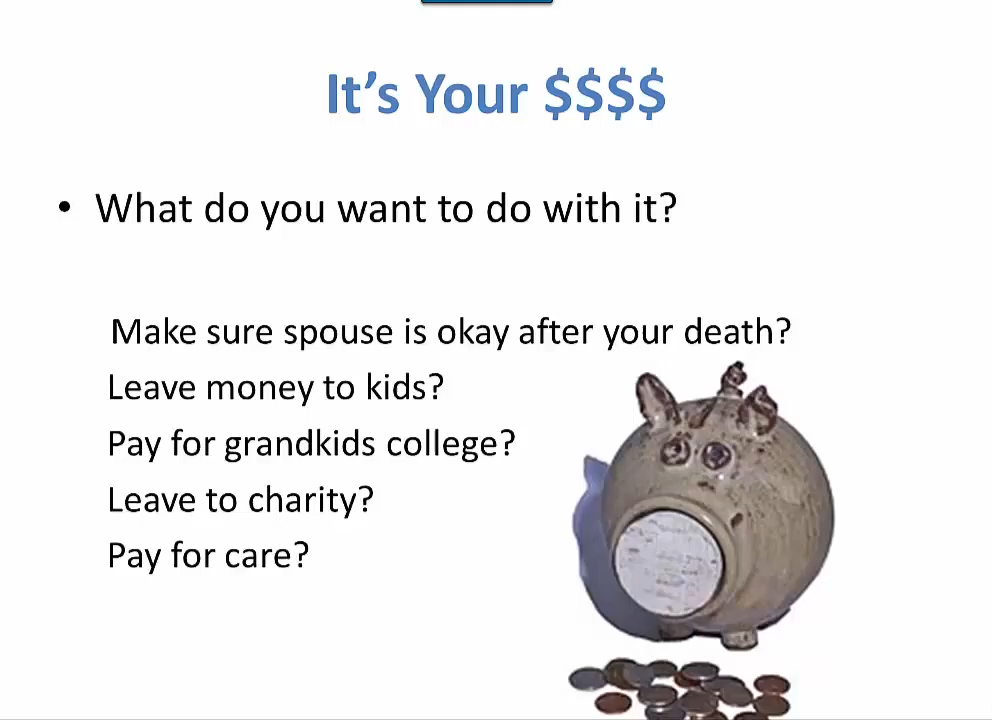 It’s Your $$$$
• What do you want to do with it?
Make sure spouse is okay after your death?
Leave money to kids?
Pay for grandkids college?
Leave to charity?
Pay for care?